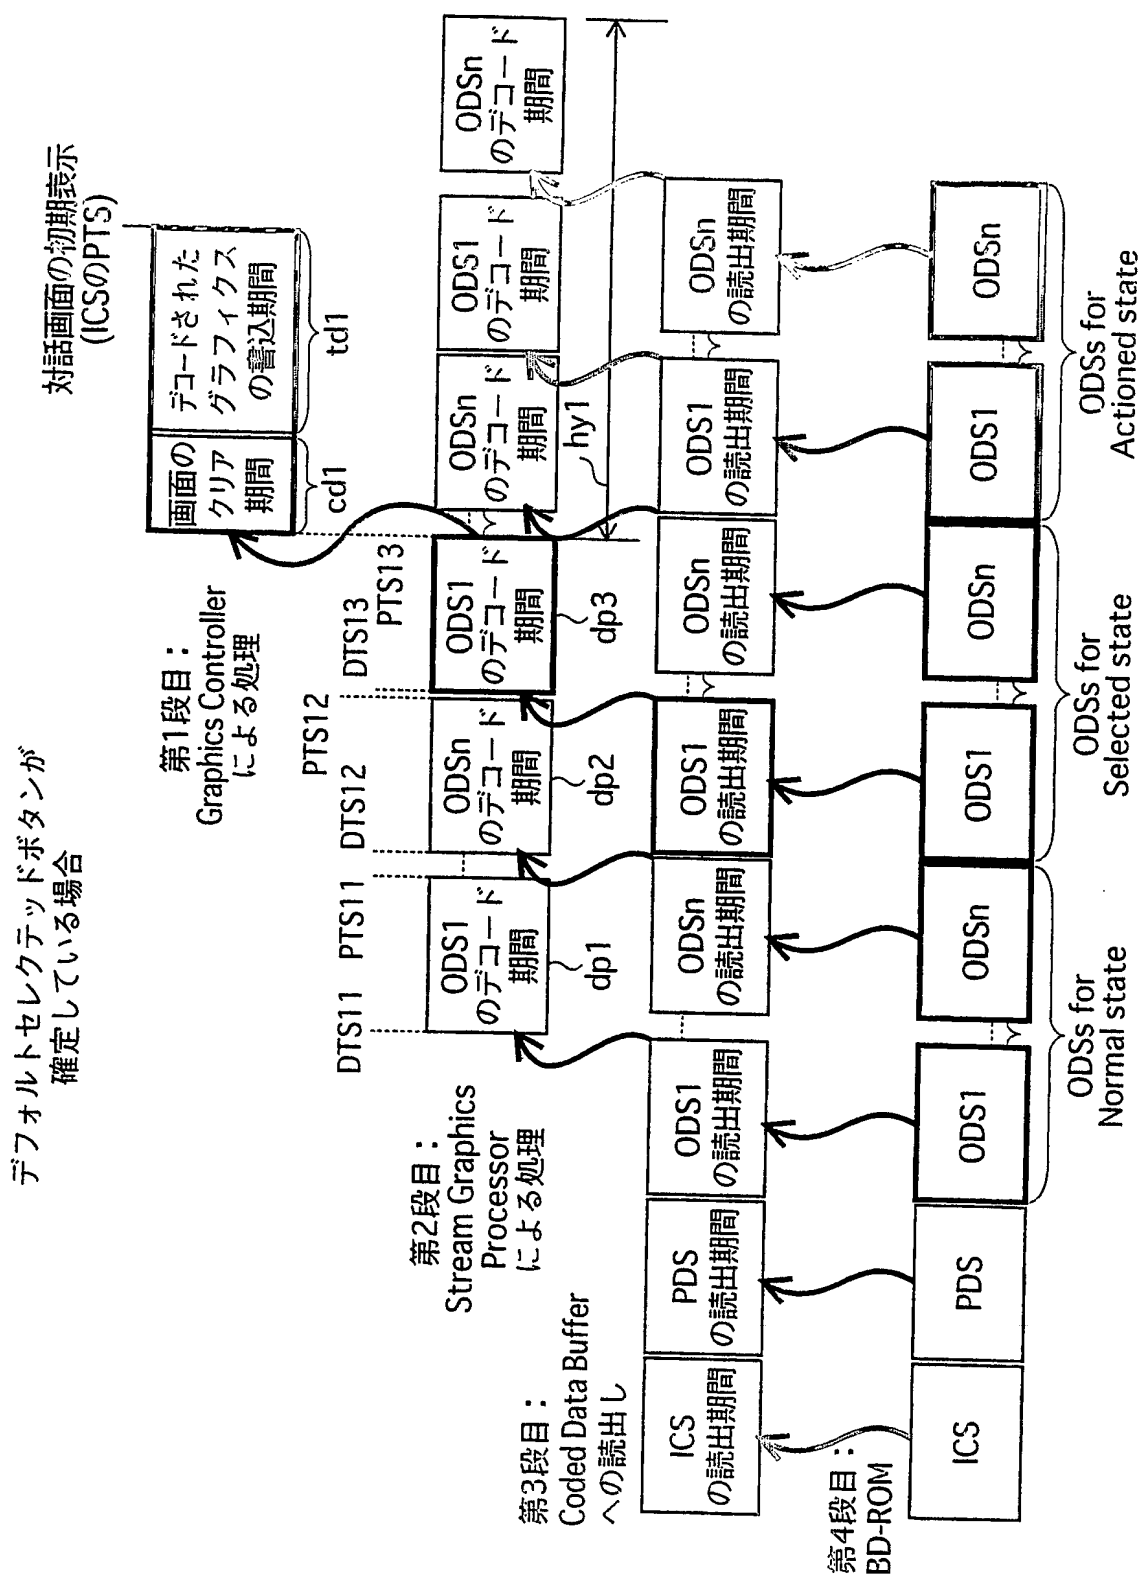 デフォルトセレクテッドボタンが
確定している場合
対話画面の初期表示
(ICSのPTS)
第1段目：
Graphics Controller
による処理
画面の
クリア
期間
デコードされた
グラフィクス
の書込期間
cd1
td1
DTS11
PTS11
DTS12
PTS12
DTS13
PTS13
第2段目：
Stream Graphics
Processor
による処理
ODS1
のデコード
期間
ODSn
のデコード
期間
ODS1
のデコード
期間
ODSn
のデコード
期間
ODS1
のデコード
期間
ODSn
のデコード
期間
dp1
dp2
dp3
hy1
第3段目：
Coded Data Buffer
への読出し
ICS
の読出期間
PDS
の読出期間
ODS1
の読出期間
ODSn
の読出期間
ODS1
の読出期間
ODSn
の読出期間
ODS1
の読出期間
ODSn
の読出期間
第4段目：
BD-ROM
ICS
PDS
ODS1
ODSn
ODS1
ODSn
ODS1
ODSn
ODSs for
Normal state
ODSs for
Selected state
ODSs for
Actioned state